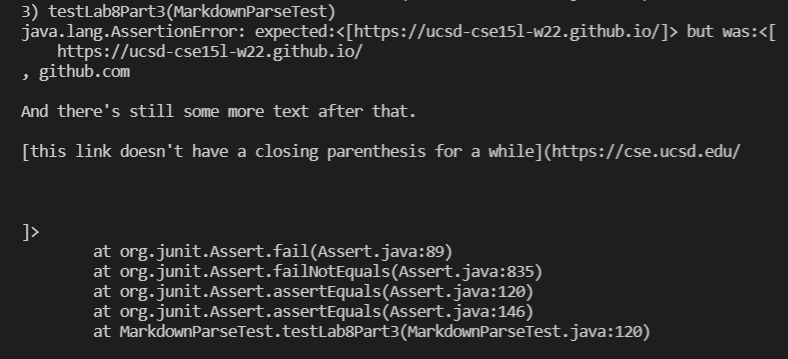 3) testLab8Part3(MarkdownParseTest)
java.lang.AssertionError: expected:<[https://ucsd-cse15l-w22.github.io/]> but was:<[
    https://ucsd-cse15l-w22.github.io/
, github.com
And there's still some more text after that.
[this link doesn't have a closing parenthesis for a while](https://cse.ucsd.edu/
]>
        at org.junit.Assert.fail(Assert.java:89)
        at org.junit.Assert.failNotEquals(Assert.java:835)
        at org.junit.Assert.assertEquals(Assert.java:120)
        at org.junit.Assert.assertEquals(Assert.java:146)
        at MarkdownParseTest.testLab8Part3(MarkdownParseTest.java:120)